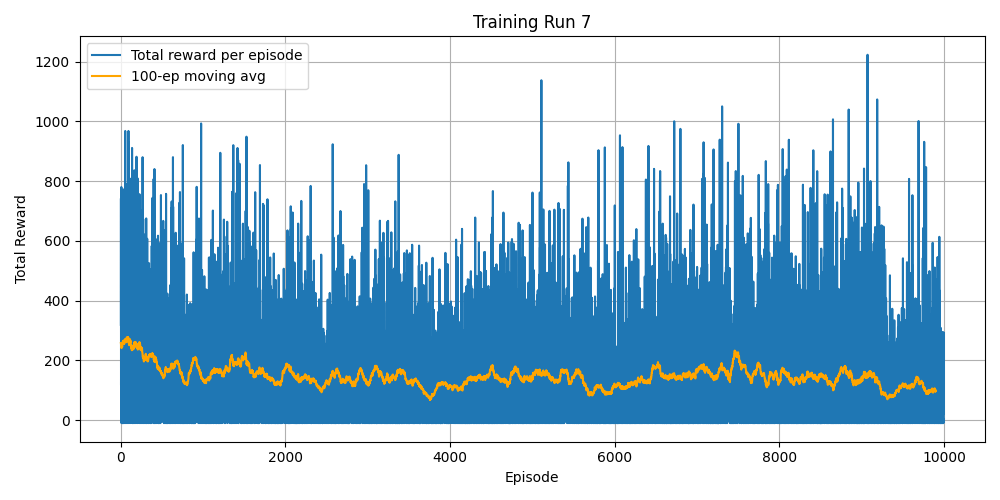 Training Run 7
Total reward per episode
100-ep moving avg
Total Reward
1200
1000
800
600
400
200
0
0 2000 4000 6000 8000 10000
Episode